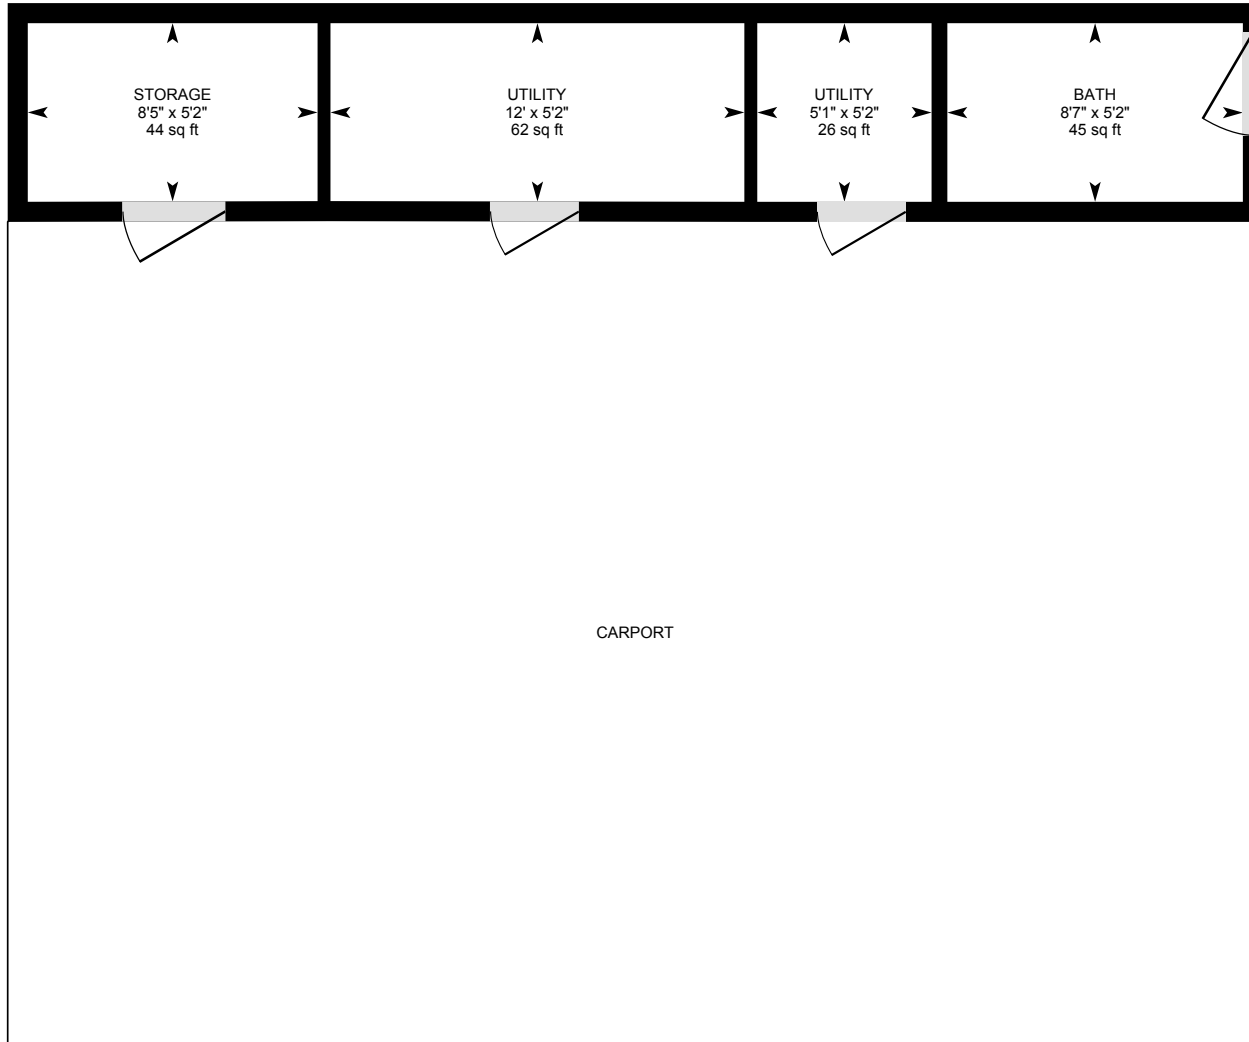 STORAGE
8'5" x 5'2"
44 sq ft
UTILITY
12' x 5'2"
62 sq ft
UTILITY
5'1" x 5'2"
26 sq ft
BATH
8'7" x 5'2"
45 sq ft
CARPORT